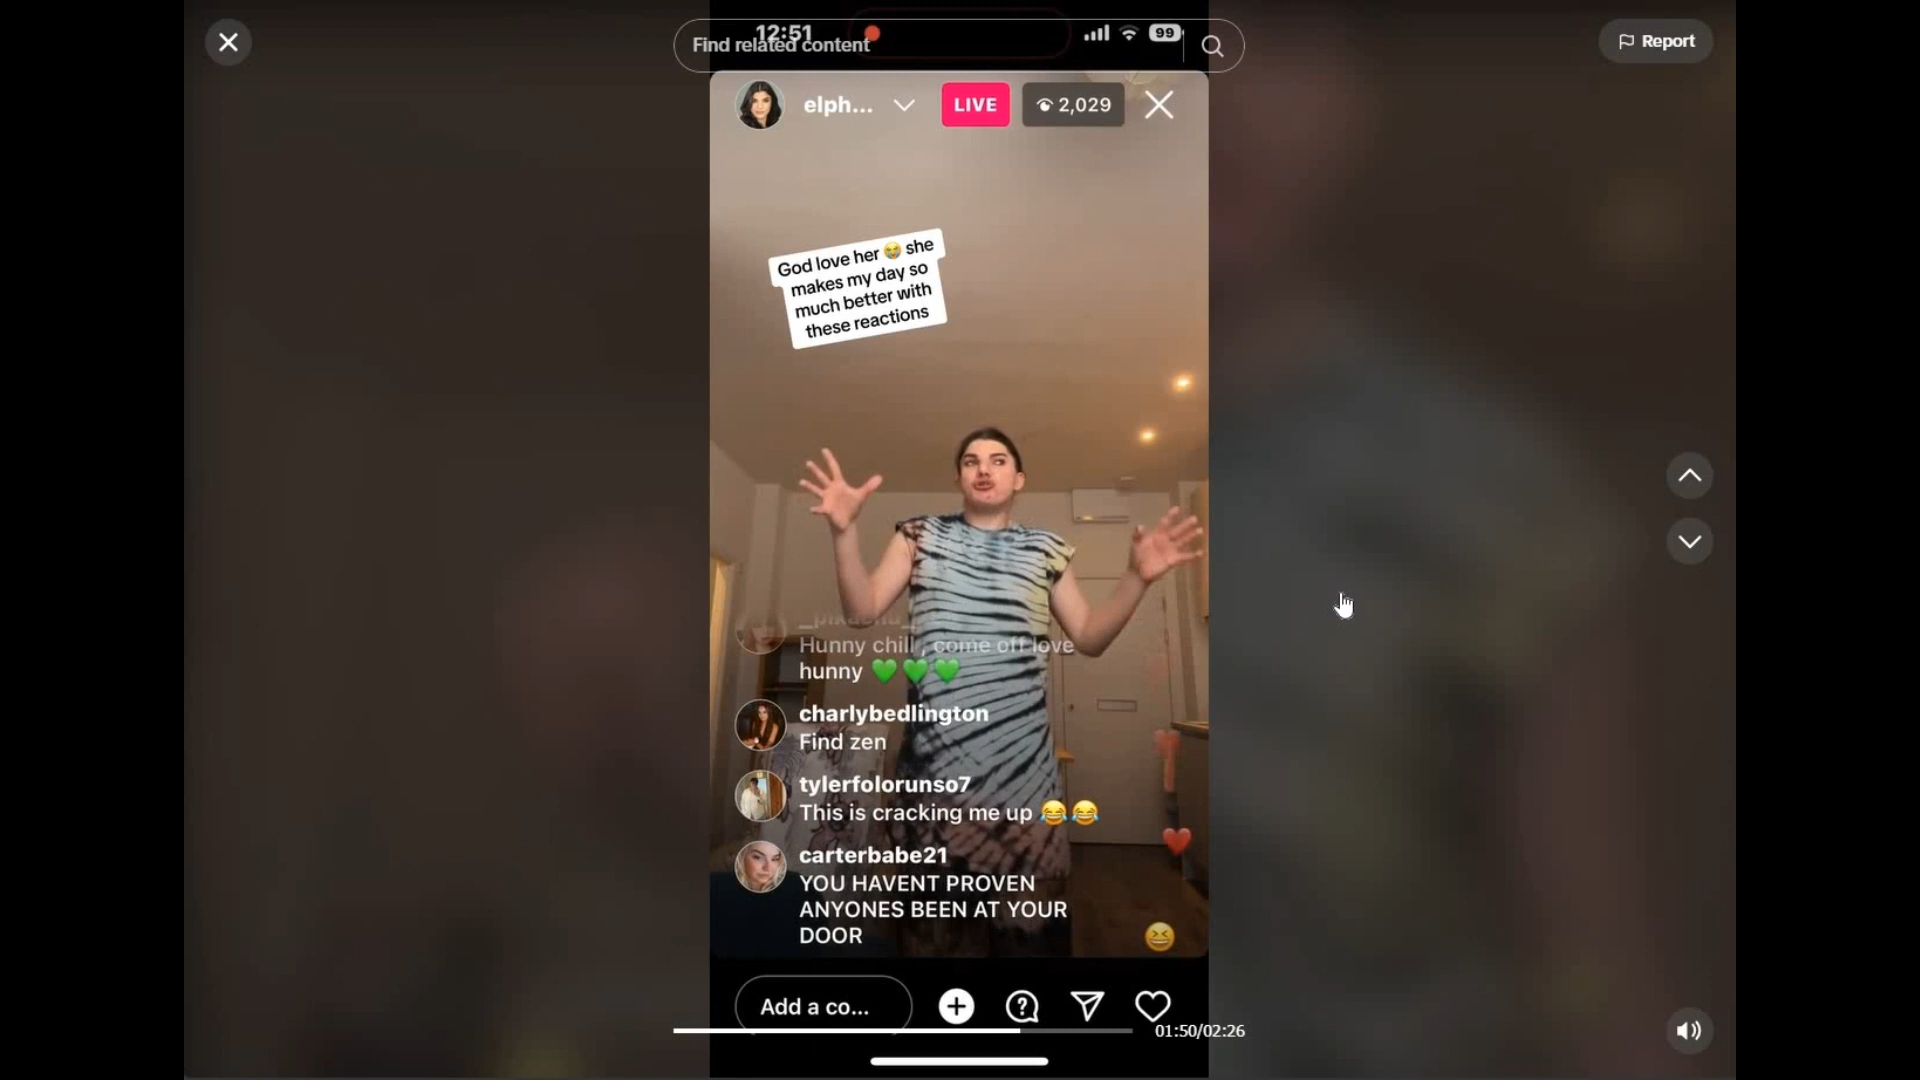 12:51
99
Find related content
Report
elph...
LIVE
2,029
God love her 😭 she
makes my day so
much better with
these reactions
Hunny chill , come off love
hunny 💚 💚 💚
charlybedlington
Find zen
tylerfolorunso7
This is cracking me up 😂😂
carterbabe21
YOU HAVENT PROVEN
ANYONES BEEN AT YOUR
DOOR
Add a co...
01:50/02:26